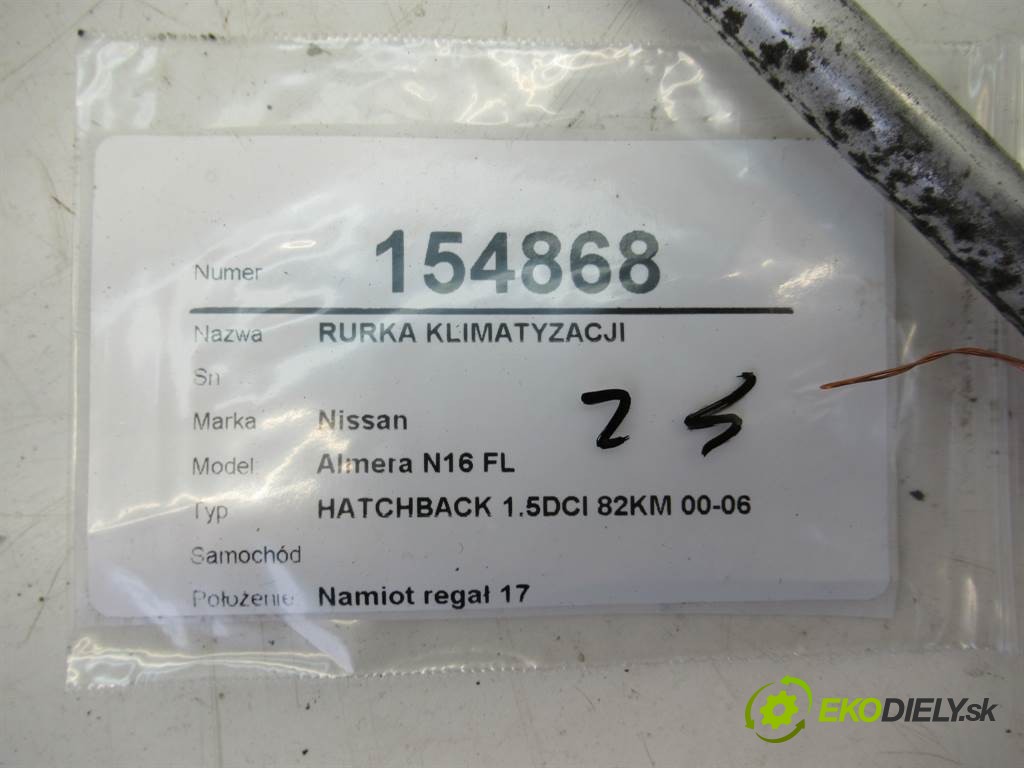 Numer 154868
Nazwa RURKA KLIMATYZACJI
Sn
Marka Nissan
Model Almera N16 FL
Typ HATCHBACK 1.5DCI 82KM 00-06
Samochód
Położenie Namiot regał 17
EKODIELY.sk